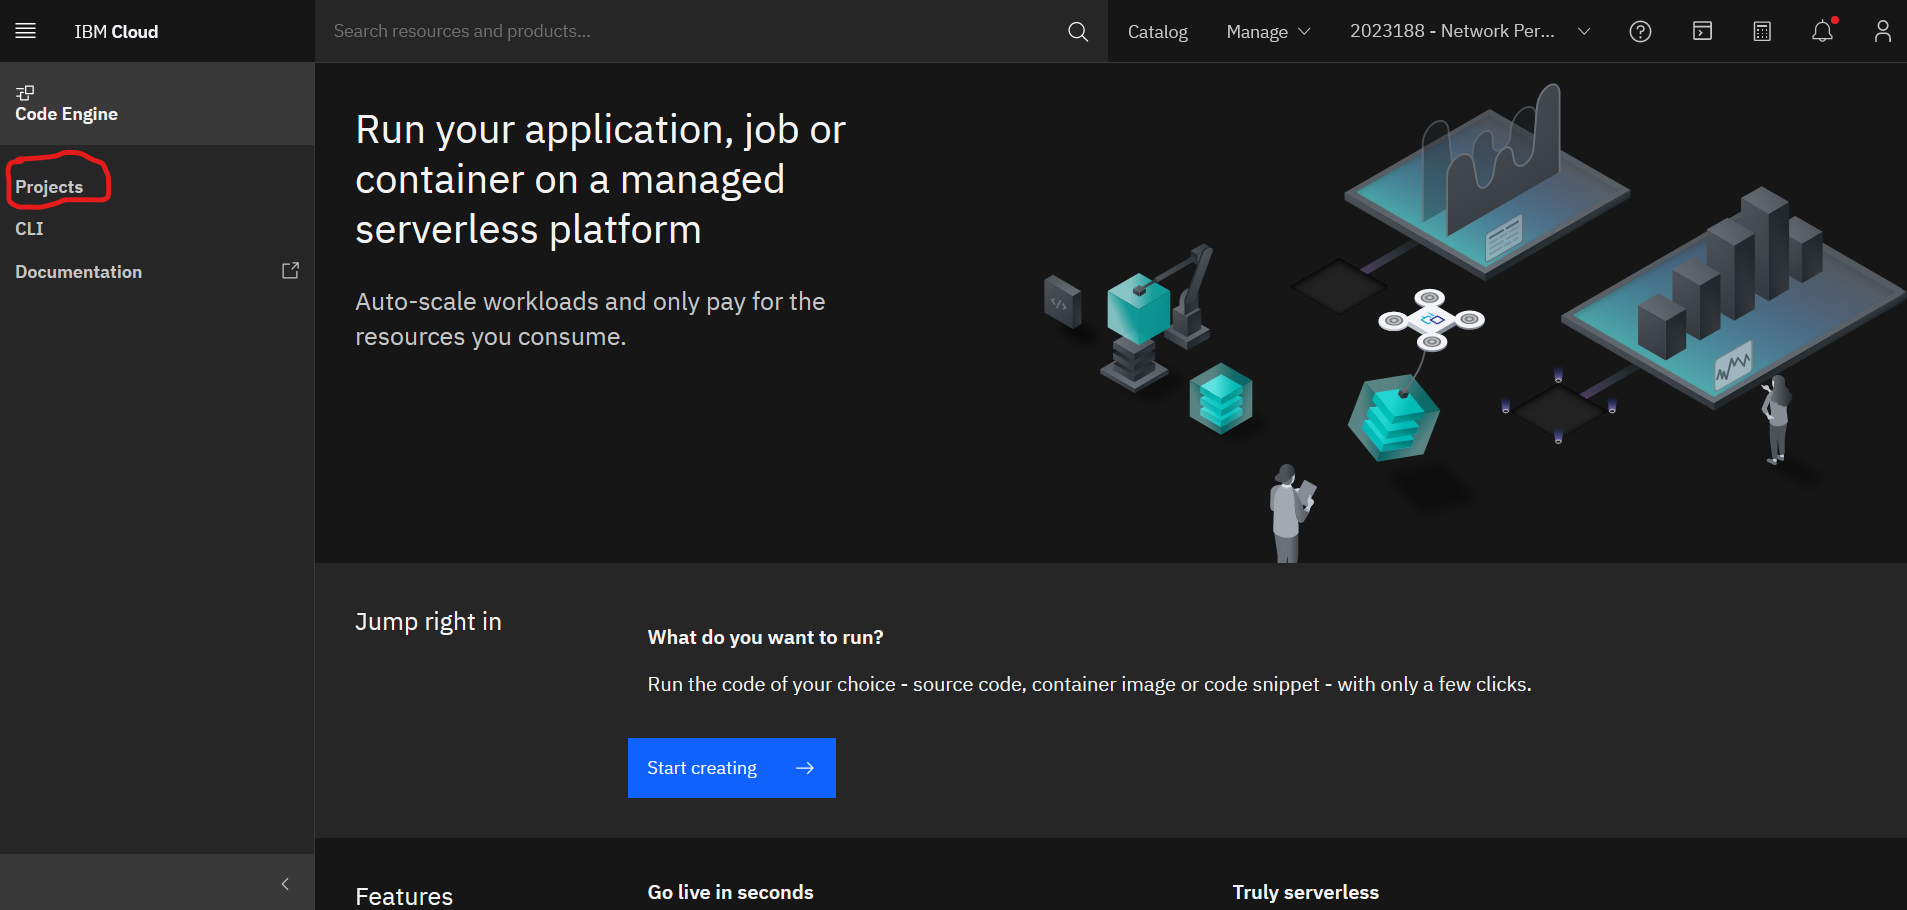 IBM Cloud
Search resources and products...
Catalog
Manage
2023188 - Network Per...
Code Engine
Projects
CLI
Documentation
Run your application, job or
container on a managed
serverless platform
Auto-scale workloads and only pay for the
resources you consume.
</>
Jump right in
What do you want to run?
Run the code of your choice - source code, container image or code snippet - with only a few clicks.
Start creating
Features
Go live in seconds
Truly serverless